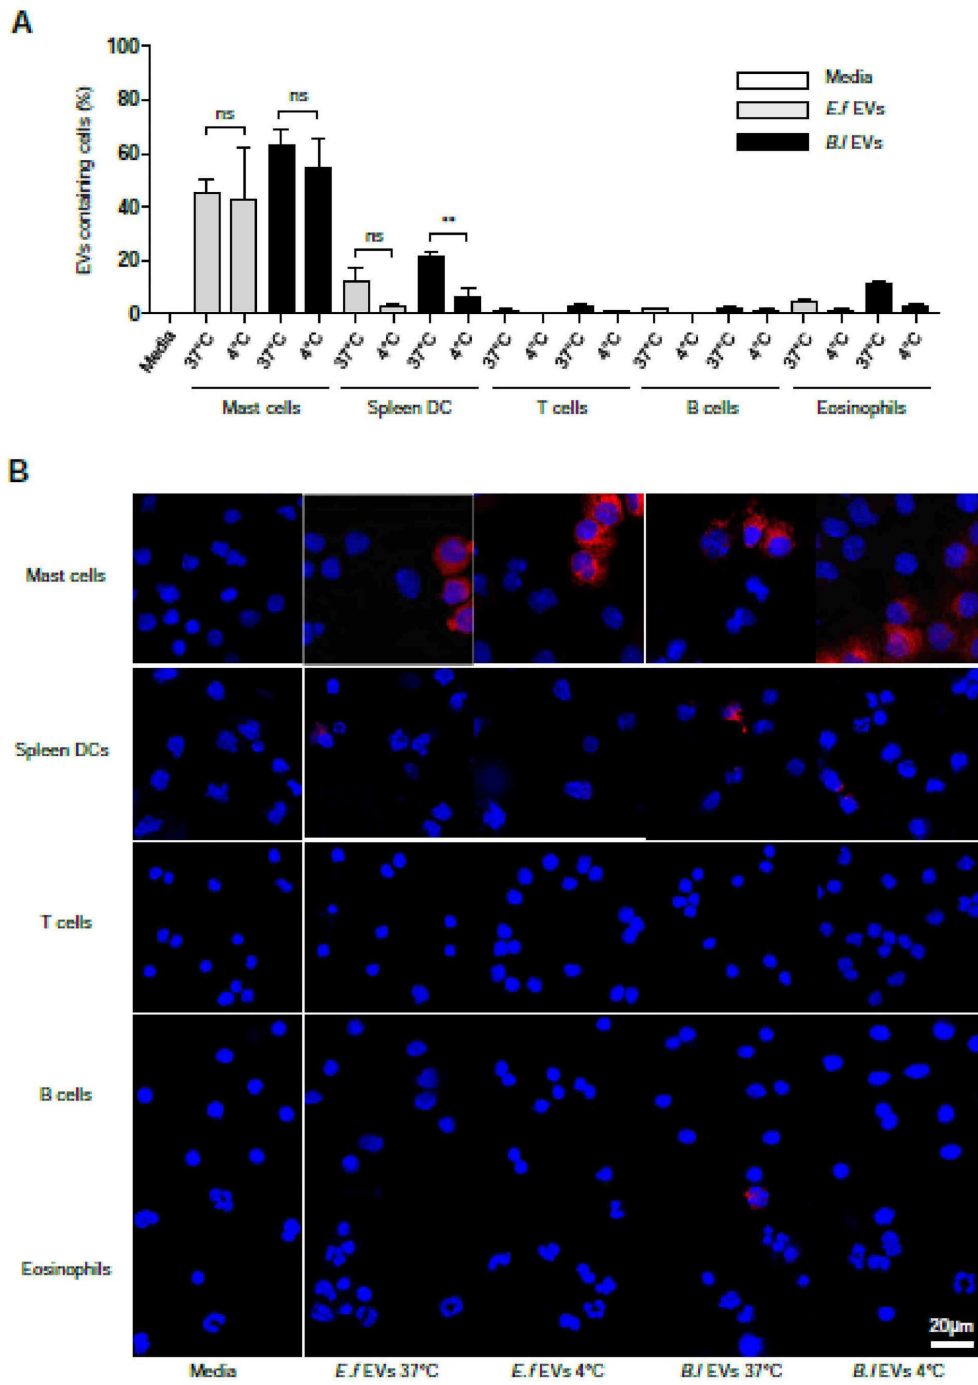 A
EVs containing cells (%)
100
80
60
40
20
0
ns
ns
ns
**
Media
E.f EVs
B.l EVs
Media 37°C 4°C 37°C 4°C 37°C 4°C 37°C 4°C 37°C 4°C 37°C 4°C 37°C 4°C 37°C 4°C 37°C 4°C 37°C 4°C
Mast cells Spleen DC T cells B cells Eosinophils
B
Mast cells
Spleen DCs
T cells
B cells
Eosinophils
20μm
Media E.f EVs 37°C E.f EVs 4°C B.l EVs 37°C B.l EVs 4°C